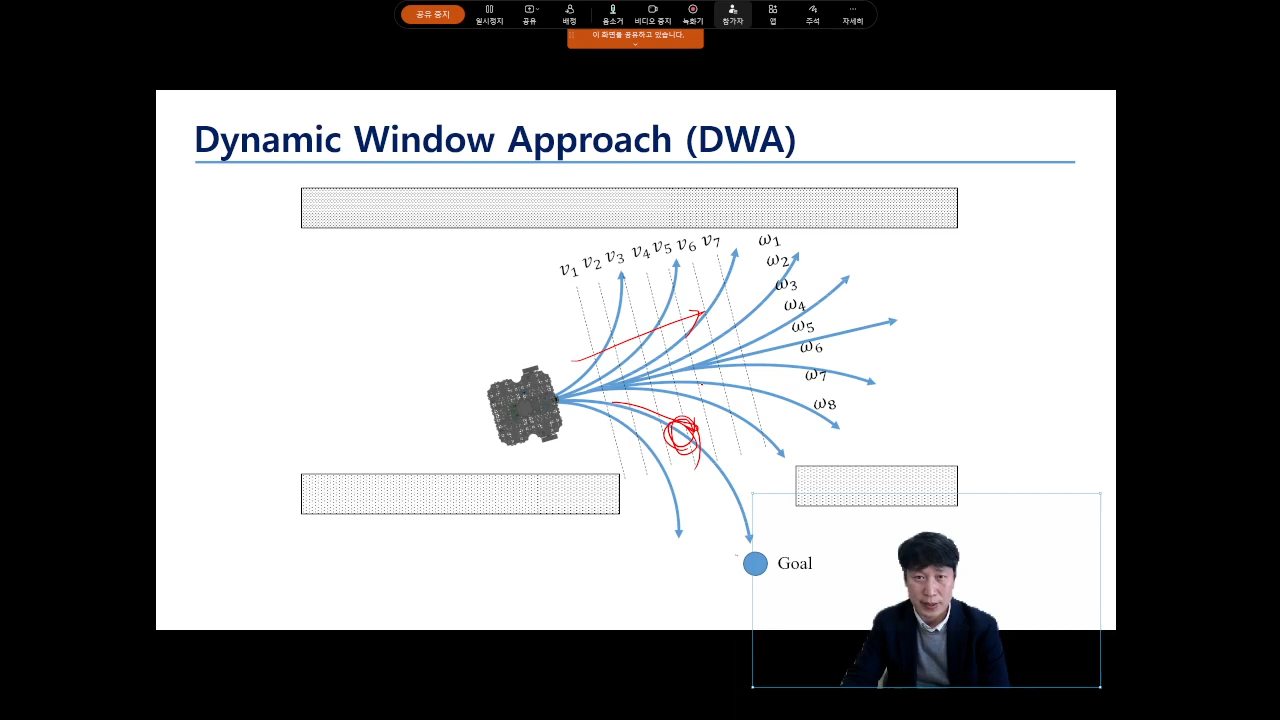 공유 중지
일시정지 공유 배정 음소거 비디오 중지 녹화기 참가자 앱 주석 자세히
이 화면을 공유하고 있습니다.
Dynamic Window Approach (DWA)
v1 v2 v3 v4 v5 v6 v7
ω1
ω2
ω3
ω4
ω5
ω6
ω7
ω8
Goal